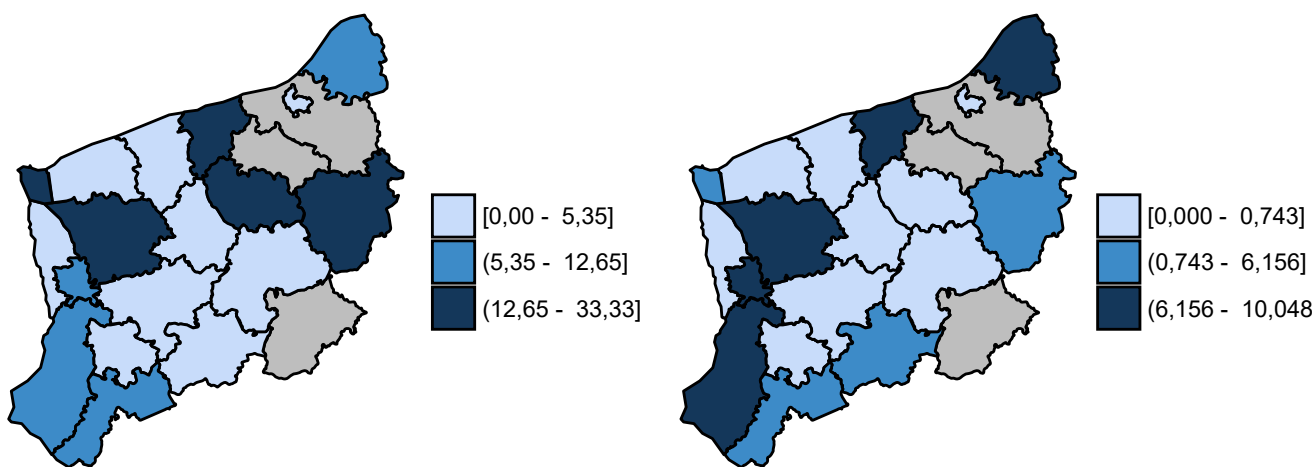 [0,00 - 5,35]
(5,35 - 12,65]
(12,65 - 33,33]
[0,000 - 0,743]
(0,743 - 6,156]
(6,156 - 10,048